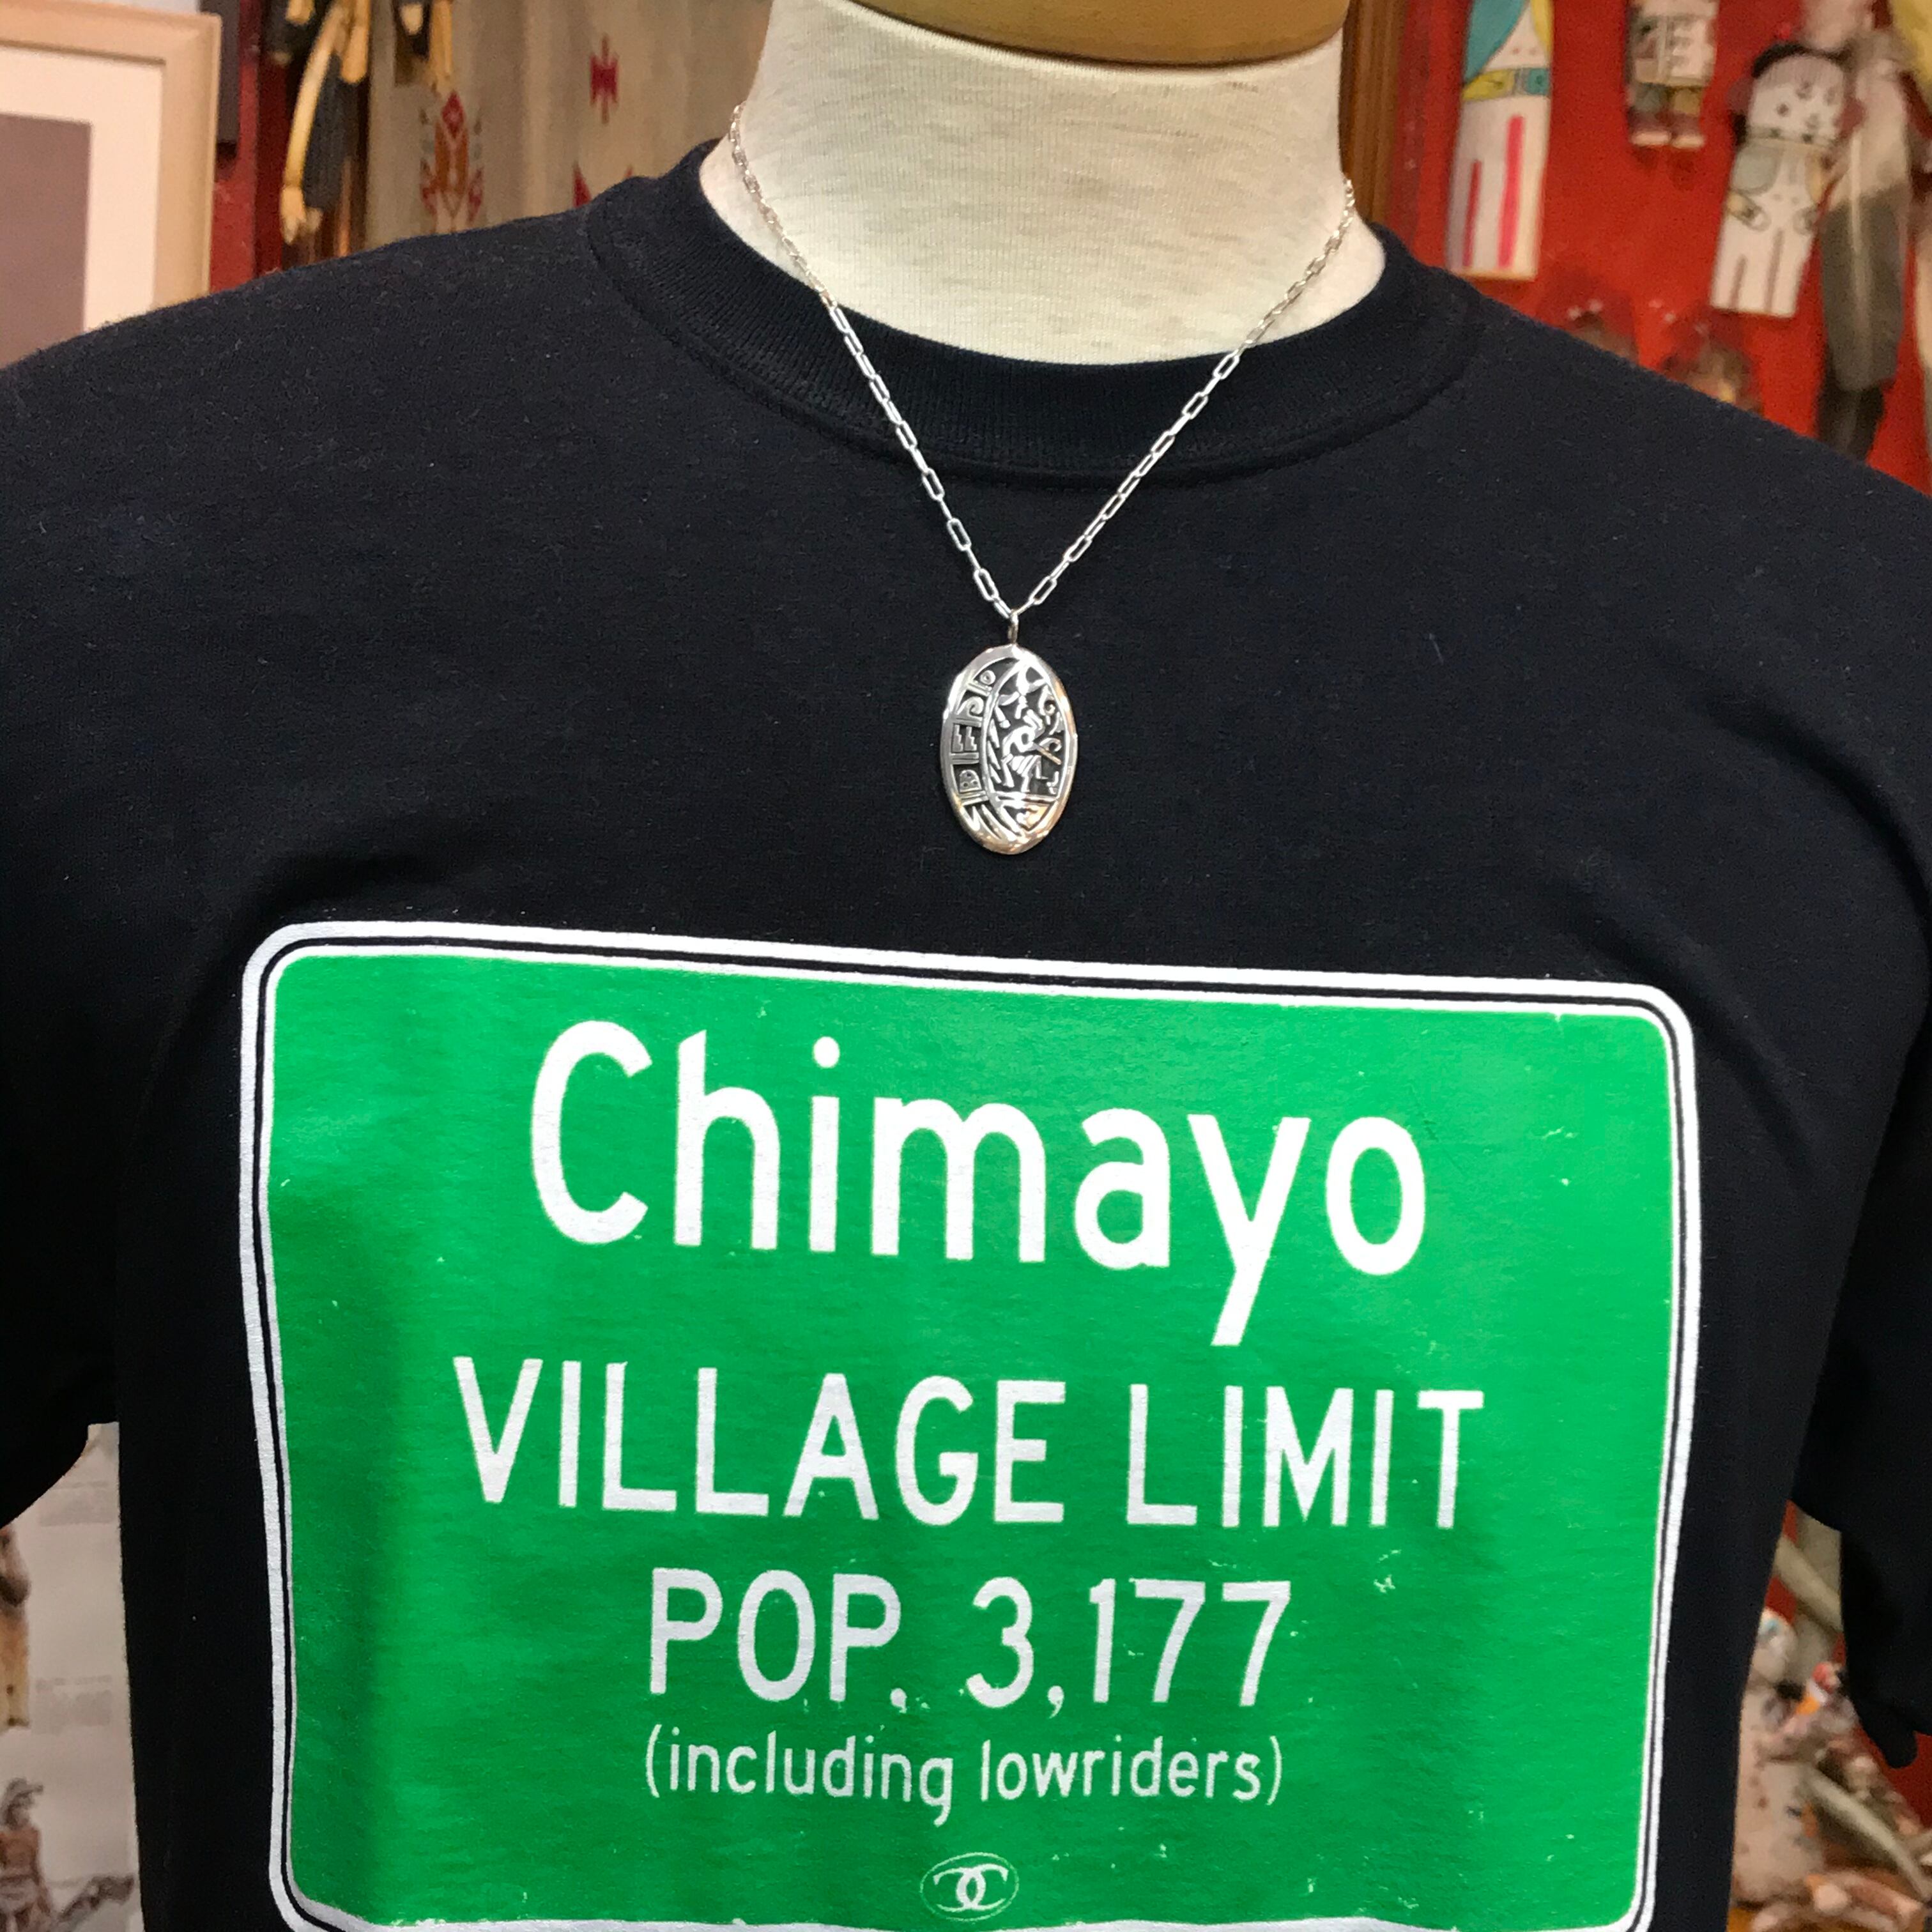 Chimayo
VILLAGE LIMIT
POP. 3,177
(including lowriders)